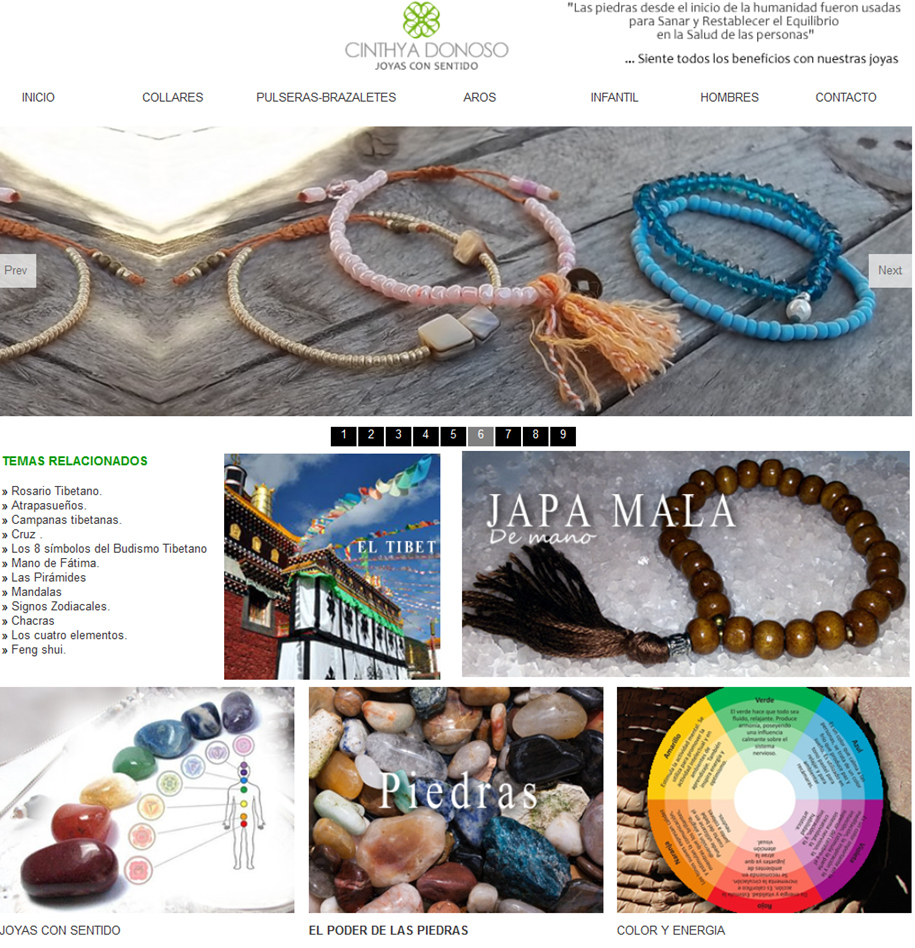 "Las piedras desde el inicio de la humanidad fueron usadas
para Sanar y Restablecer el Equilibrio
en la Salud de las personas"
... Siente todos los beneficios con nuestras joyas
CINTHYA DONOSO
JOYAS CON SENTIDO
INICIO
COLLARES
PULSERAS-BRAZALETES
AROS
INFANTIL
HOMBRES
CONTACTO
Prev
Next
1 2 3 4 5 6 7 8 9
TEMAS RELACIONADOS
» Rosario Tibetano.
» Atrapasueños.
» Campanas tibetanas.
» Cruz .
» Los 8 símbolos del Budismo Tibetano
» Mano de Fátima.
» Las Pirámides
» Mandalas
» Signos Zodiacales.
» Chacras
» Los cuatro elementos.
» Feng shui.
EL TIBET
JAPA MALA
De mano
Piedras
Verde
El verde hace que todo sea
fluido, relajante. Produce
armonía, poseyendo
una influencia
calmante sobre el
sistema
nervioso.
Amarillo
Azul
Naranja
Violeta
Rojo
JOYAS CON SENTIDO
EL PODER DE LAS PIEDRAS
COLOR Y ENERGIA